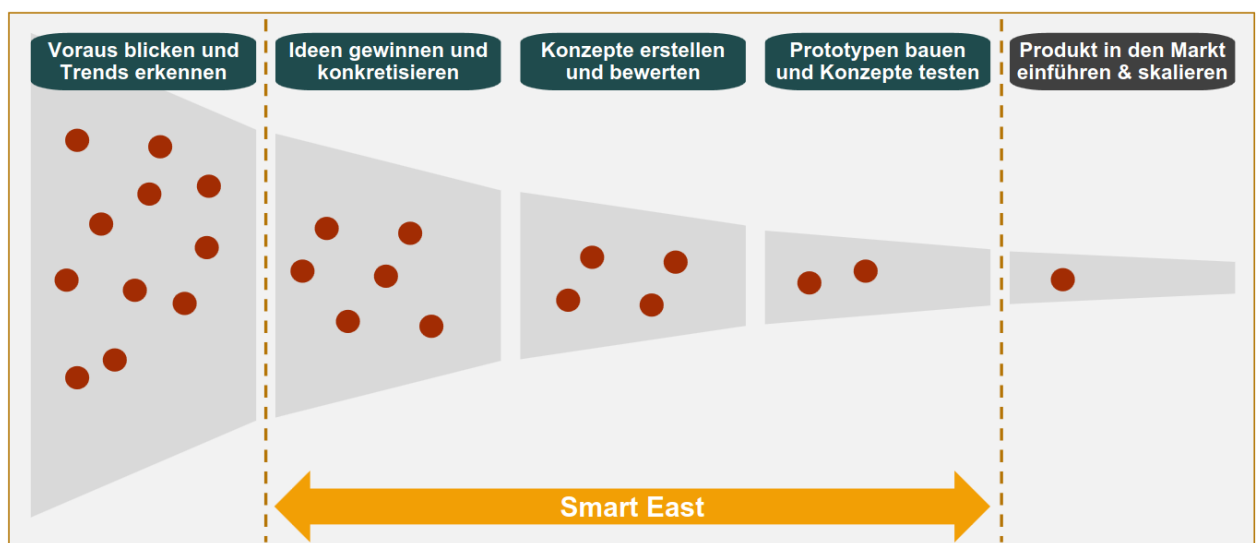 Voraus blicken und
Trends erkennen
Ideen gewinnen und
konkretisieren
Konzepte erstellen
und bewerten
Prototypen bauen
und Konzepte testen
Produkt in den Markt
einführen & skalieren
Smart East